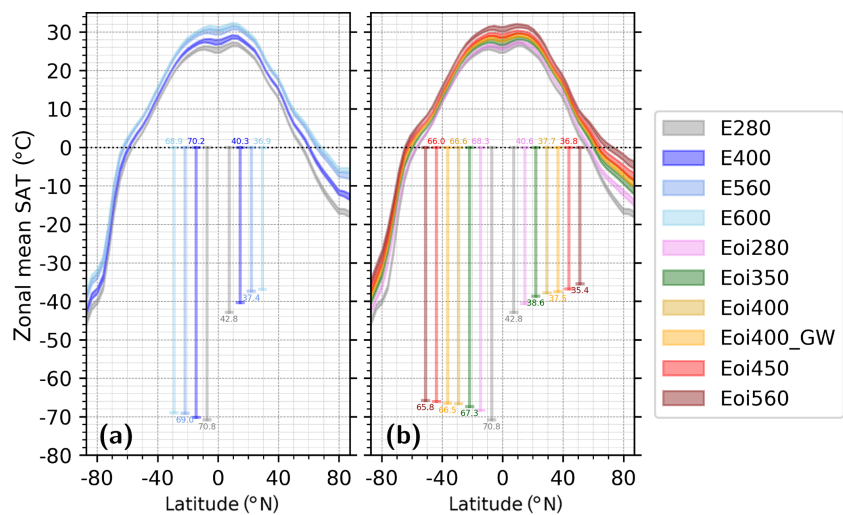 30
20
10
0
-10
-20
-30
-40
-50
-60
-70
-80
Zonal mean SAT (°C)
68.9 70.2 40.3 36.9
37.4
42.8
69.0
70.8
(a)
-80 -40 0 40 80
Latitude (°N)
66.0 66.6 68.3 40.6 37.7 36.8
35.4
37.5
38.6
42.8
65.8
66.5
67.3
70.8
(b)
-80 -40 0 40 80
Latitude (°N)
E280
E400
E560
E600
Eoi280
Eoi350
Eoi400
Eoi400_GW
Eoi450
Eoi560